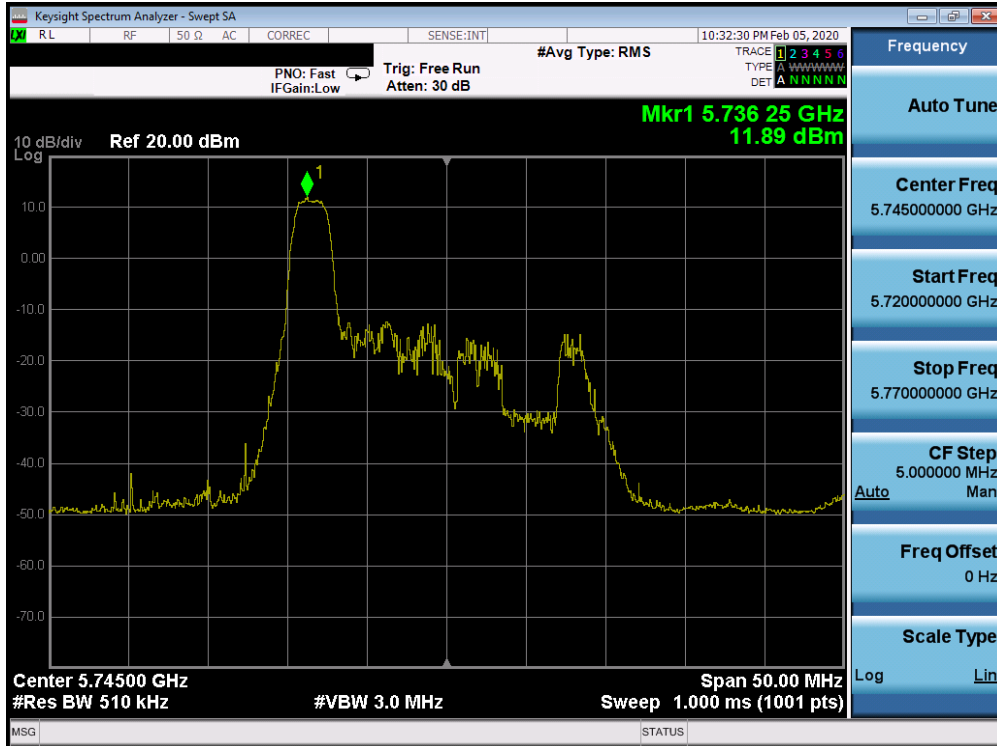 Keysight Spectrum Analyzer - Swept SA
LXI RL RF 50 Ω AC CORREC SENSE:INT 10:32:30 PM Feb 05, 2020
#Avg Type: RMS TRACE 1 2 3 4 5 6
PNO: Fast Trig: Free Run TYPE A WWWWW
IFGain:Low Atten: 30 dB DET A N N N N N
Mkr1 5.736 25 GHz
11.89 dBm
10 dB/div Ref 20.00 dBm
Log
1
10.0
0.00
-10.0
-20.0
-30.0
-40.0
-50.0
-60.0
-70.0
Center 5.74500 GHz Span 50.00 MHz
#Res BW 510 kHz #VBW 3.0 MHz Sweep 1.000 ms (1001 pts)
MSG STATUS
Frequency
Auto Tune
Center Freq
5.745000000 GHz
Start Freq
5.720000000 GHz
Stop Freq
5.770000000 GHz
CF Step
5.000000 MHz
Auto Man
Freq Offset
0 Hz
Scale Type
Log Lin